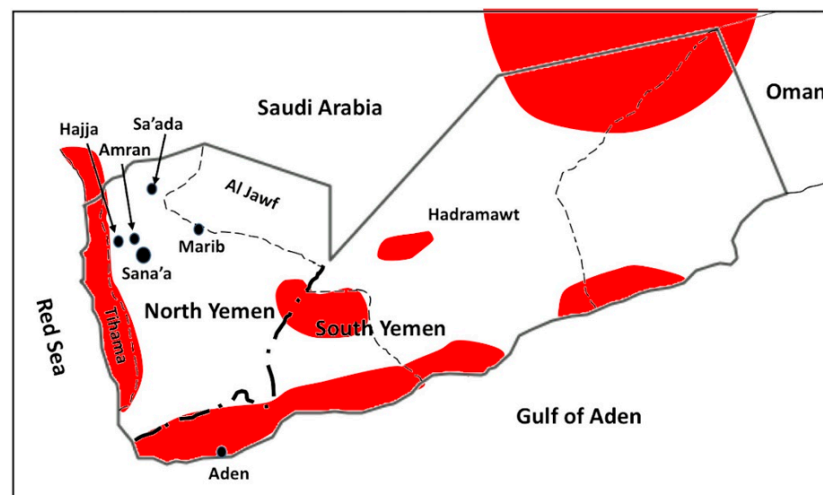 Saudi Arabia
Oman
Sa'ada
Hajja
Amran
Al Jawf
Hadramawt
Marib
Sana'a
Red Sea
Tihama
North Yemen
South Yemen
Gulf of Aden
Aden